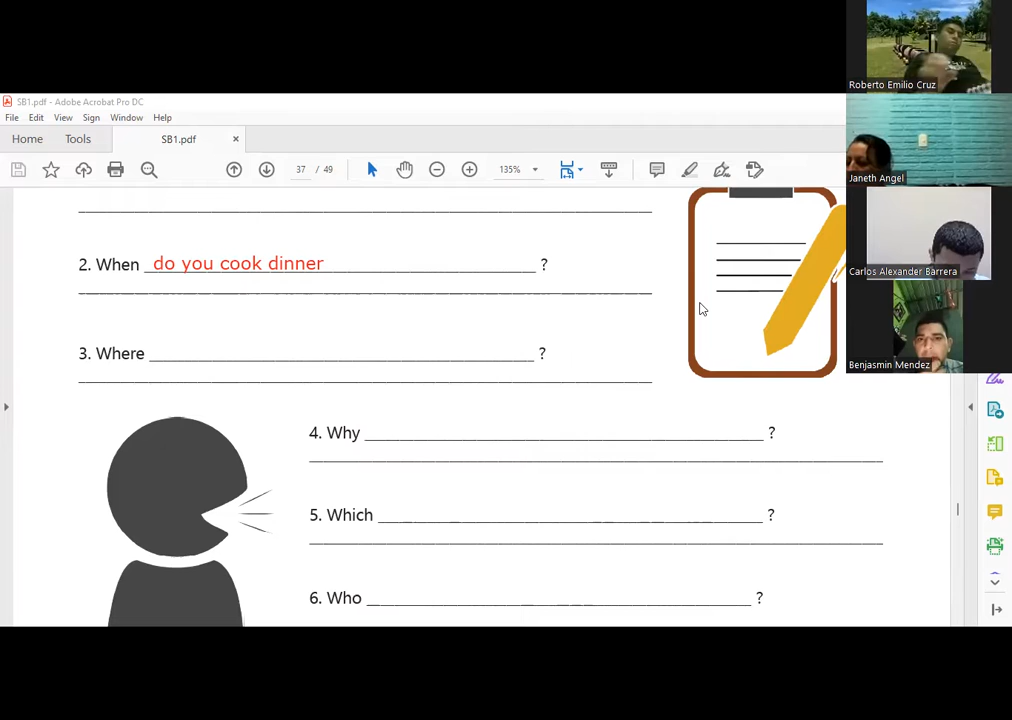 Roberto Emilio Cruz
SB1.pdf - Adobe Acrobat Pro DC
File Edit View Sign Window Help
Home Tools SB1.pdf ×
37 / 49 135%
Janeth Angel
2. When do you cook dinner ?
Carlos Alexander Barrera
3. Where ?
Benjasmin Mendez
4. Why ?
5. Which ?
6. Who ?